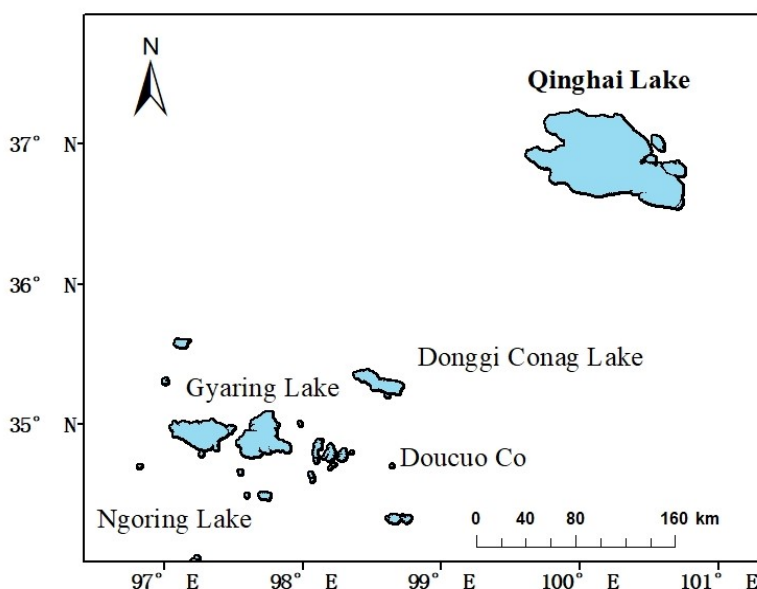 N
Qinghai Lake
37° N
36° N
Donggi Conag Lake
Gyaring Lake
35° N
Doucuo Co
Ngoring Lake
0 40 80 160 km
97° E 98° E 99° E 100° E 101° E